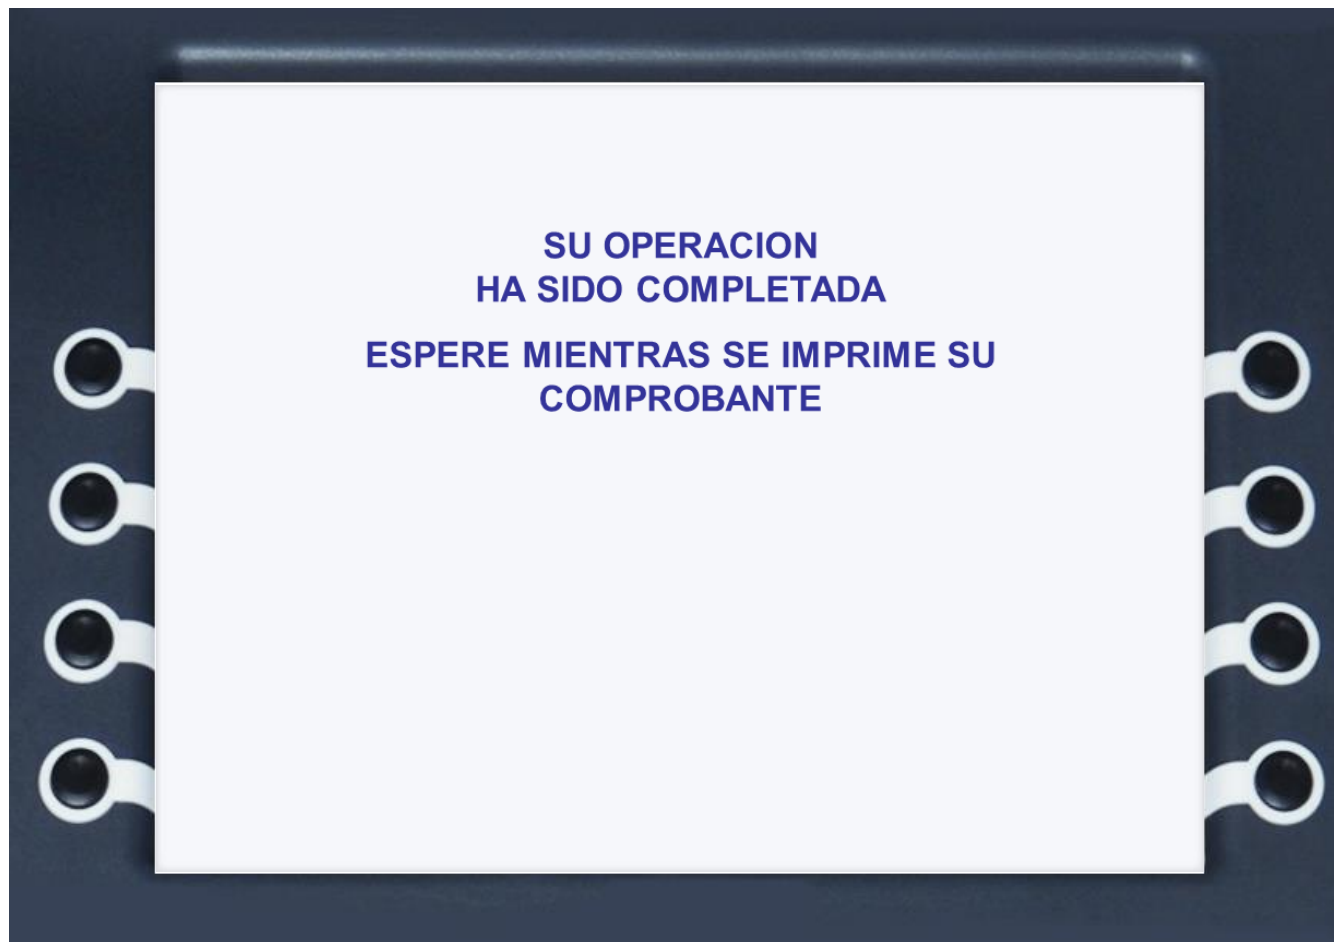 SU OPERACION
HA SIDO COMPLETADA
ESPERE MIENTRAS SE IMPRIME SU
COMPROBANTE